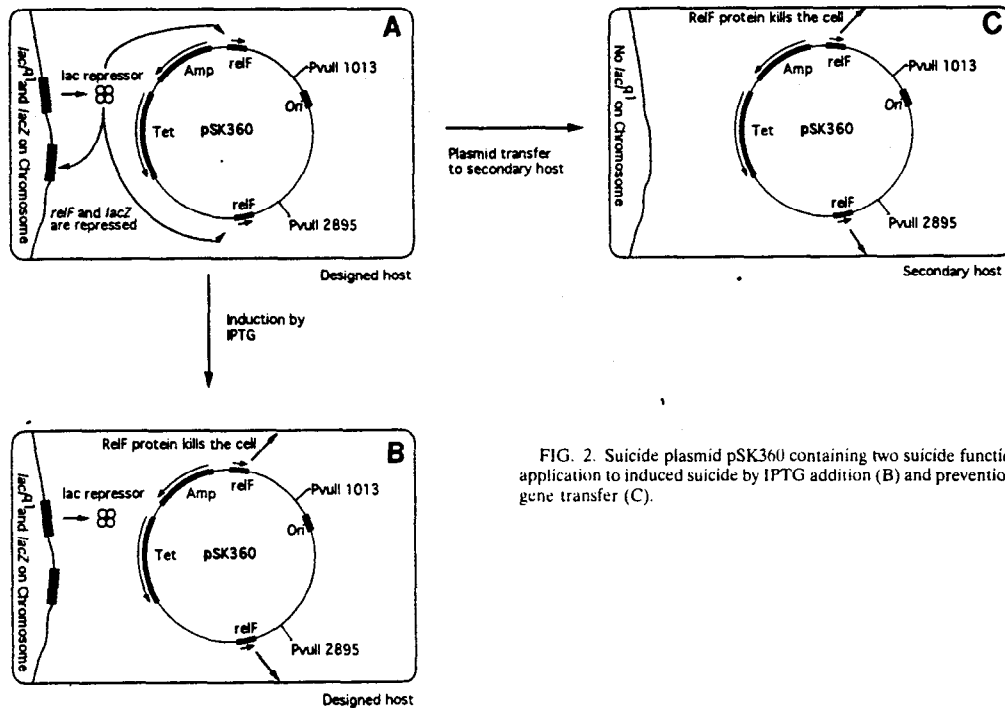 A
lacI^q1 and lacZ on Chromosome
lac repressor
relF
Amp
PvuII 1013
Ori
Tet
pSK360
relF and lacZ
are repressed
relF
PvuII 2895
Designed host
Plasmid transfer
to secondary host
RelF protein kills the cell
C
No lacI^q1 on Chromosome
relF
Amp
PvuII 1013
Ori
Tet
pSK360
relF
PvuII 2895
Secondary host
Induction by
IPTG
RelF protein kills the cell
B
lacI^q1 and lacZ on Chromosome
lac repressor
relF
Amp
PvuII 1013
Ori
Tet
pSK360
relF
PvuII 2895
Designed host
FIG. 2. Suicide plasmid pSK360 containing two suicide functi
application to induced suicide by IPTG addition (B) and preventio
gene transfer (C).